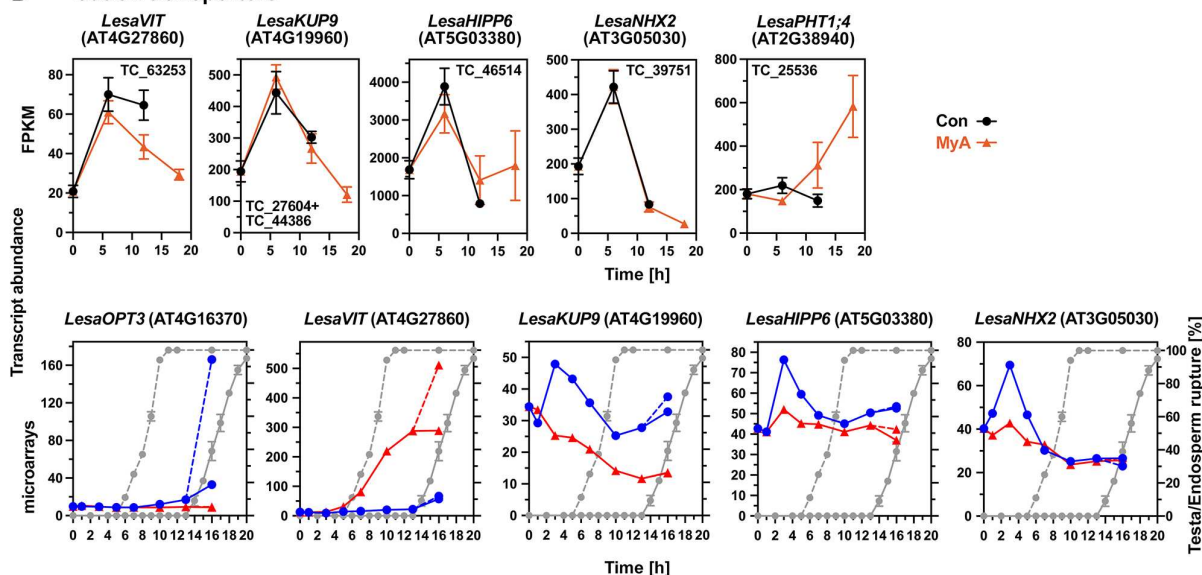 LesaVIT
(AT4G27860)
LesaKUP9
(AT4G19960)
LesaHIPP6
(AT5G03380)
LesaNHX2
(AT3G05030)
LesaPHT1;4
(AT2G38940)
TC_63253
TC_27604+
TC_44386
TC_46514
TC_39751
TC_25536
Con
MyA
FPKM
80
60
40
20
0
500
400
300
200
100
0
4000
3000
2000
1000
0
500
400
300
200
100
0
800
600
400
200
0
0 5 10 15 20
0 5 10 15 20
0 5 10 15 20
0 5 10 15 20
0 5 10 15 20
Time [h]
Transcript abundance
LesaOPT3 (AT4G16370)
LesaVIT (AT4G27860)
LesaKUP9 (AT4G19960)
LesaHIPP6 (AT5G03380)
LesaNHX2 (AT3G05030)
microarrays
160
120
80
40
0
500
400
300
200
100
0
55
50
40
30
20
10
0
80
70
60
50
40
30
20
10
0
80
60
40
20
0
100
80
60
40
20
0
Testa/Endosperm rupture [%]
0 2 4 6 8 10 12 14 16 18 20
0 2 4 6 8 10 12 14 16 18 20
0 2 4 6 8 10 12 14 16 18 20
0 2 4 6 8 10 12 14 16 18 20
0 2 4 6 8 10 12 14 16 18 20
Time [h]